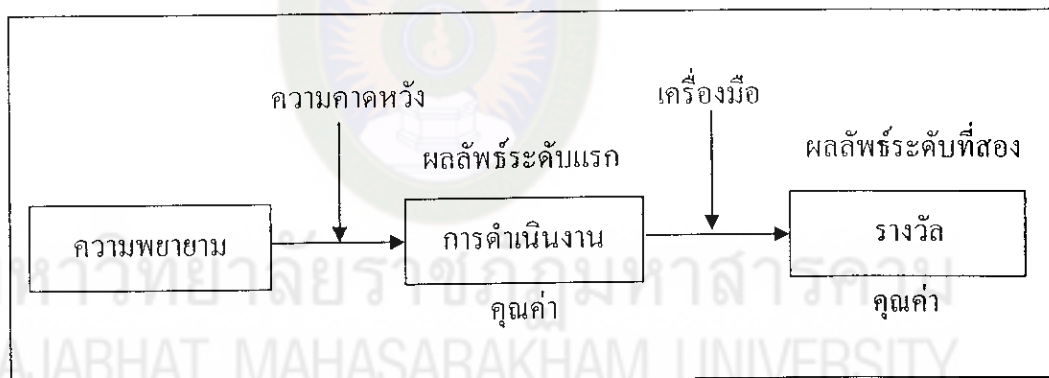 ความคาดหวัง
เครื่องมือ
ผลลัพธ์ระดับแรก
ผลลัพธ์ระดับที่สอง
ความพยายาม
การดำเนินงาน
รางวัล
คุณค่า
คุณค่า
หาวิทยาลัยราชภัฏมหาสารคาม
AJABHAT MAHASARAKHAM UNIVERSITY